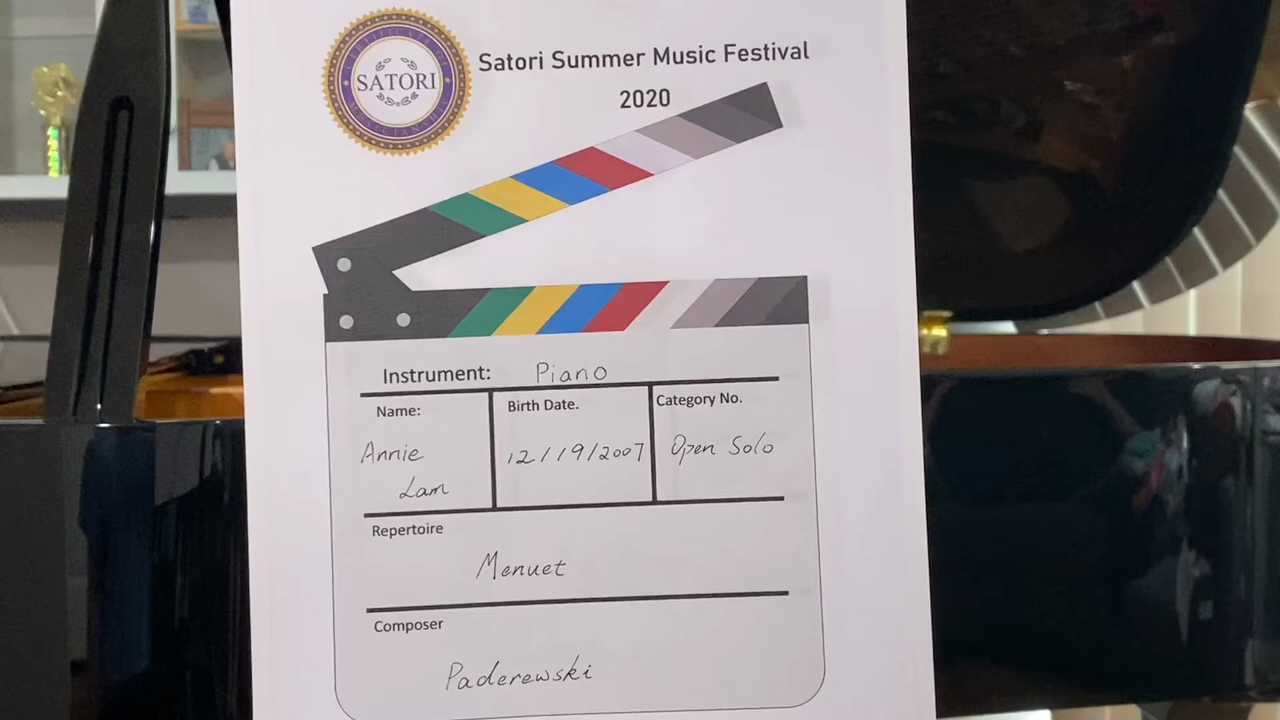 SATORI
Satori Summer Music Festival
2020
Instrument: Piano
Name:
Annie
Lam
Birth Date.
12/19/2007
Category No.
Open Solo
Repertoire
Menuet
Composer
Paderewski